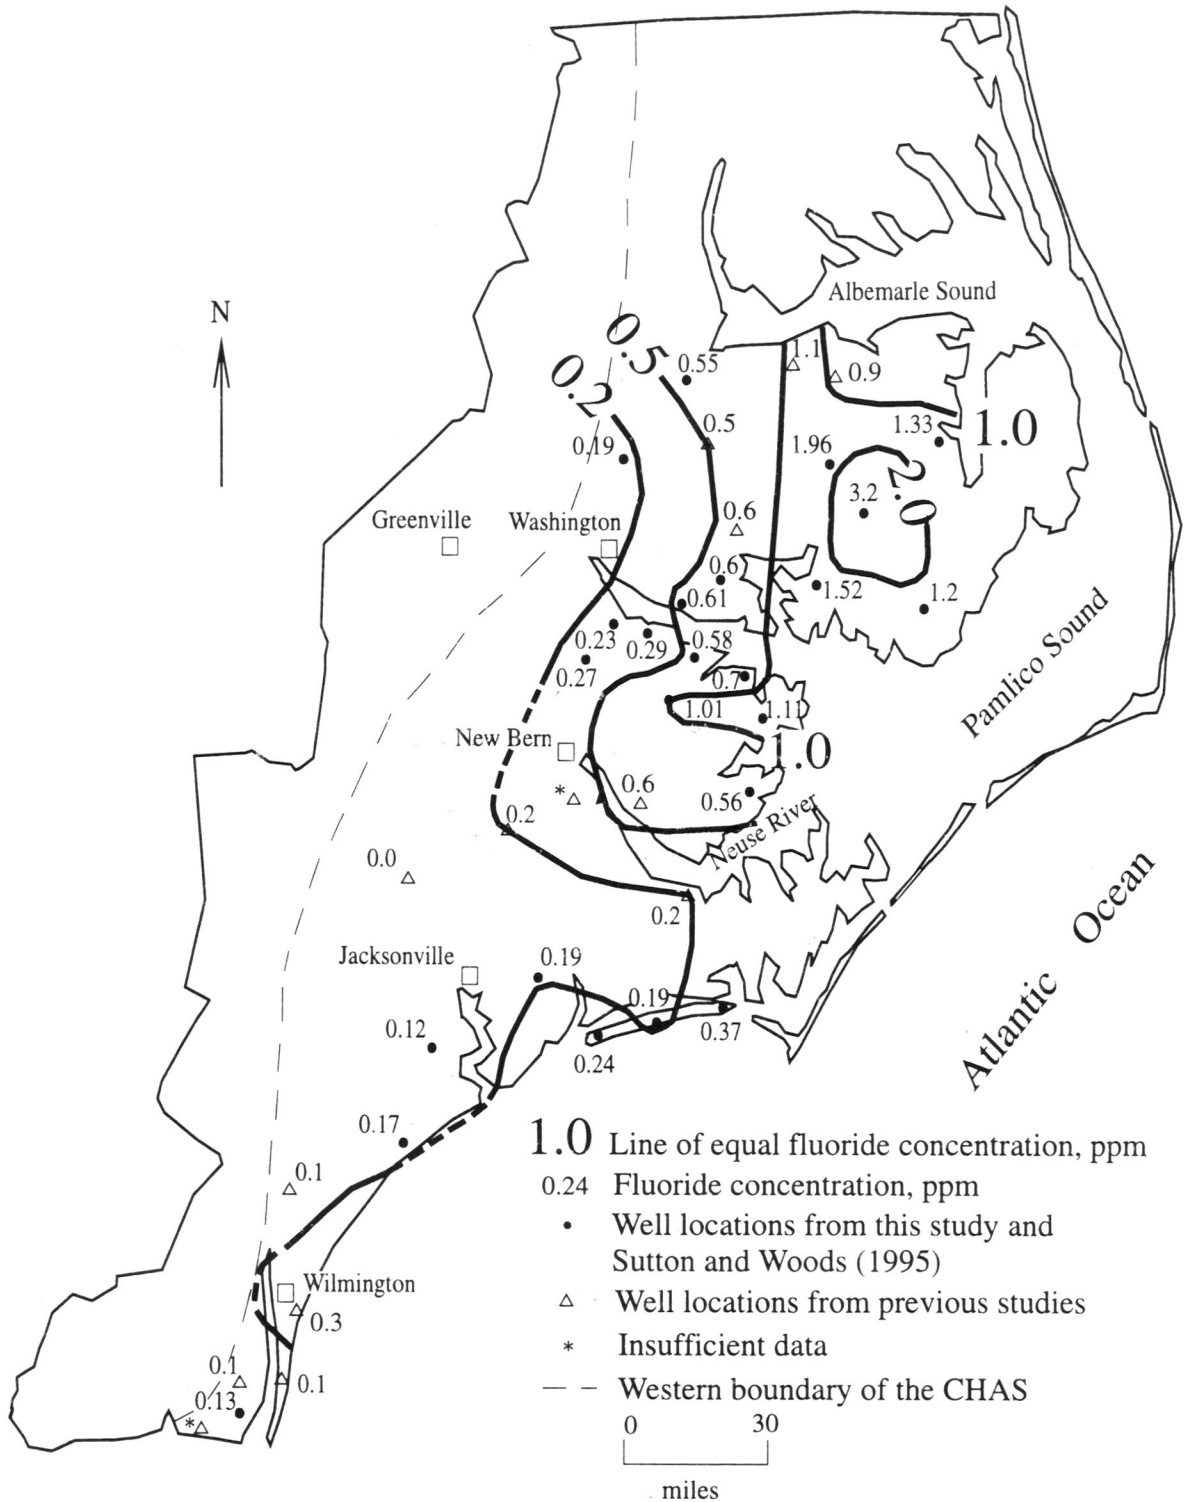 Albemarle Sound
N
0.5
1.1
0.55
0.9
0.2
0.5
1.33
1.0
0.19
1.96
2.0
3.2
0.6
Greenville
Washington
0.6
1.52
1.2
0.61
0.23
0.29
0.58
0.27
0.7
Pamlico Sound
1.01
1.11
New Bern
1.0
*
0.6
0.56
0.2
Neuse River
0.0
0.2
Atlantic Ocean
Jacksonville
0.19
0.19
0.12
0.37
0.24
0.17
0.1
Wilmington
0.3
0.1
0.1
0.13
*
1.0 Line of equal fluoride concentration, ppm
0.24 Fluoride concentration, ppm
Well locations from this study and
Sutton and Woods (1995)
Well locations from previous studies
* Insufficient data
Western boundary of the CHAS
0 30
miles